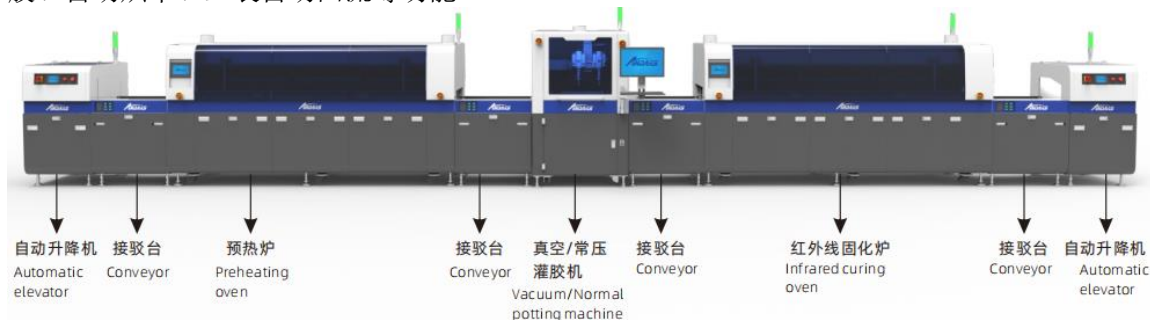 自动升降机
Automatic
elevator
接驳台
Conveyor
预热炉
Preheating
oven
接驳台
Conveyor
真空/常压
灌胶机
Vacuum/Normal
potting machine
接驳台
Conveyor
红外线固化炉
Infrared curing
oven
接驳台
Conveyor
自动升降机
Automatic
elevator